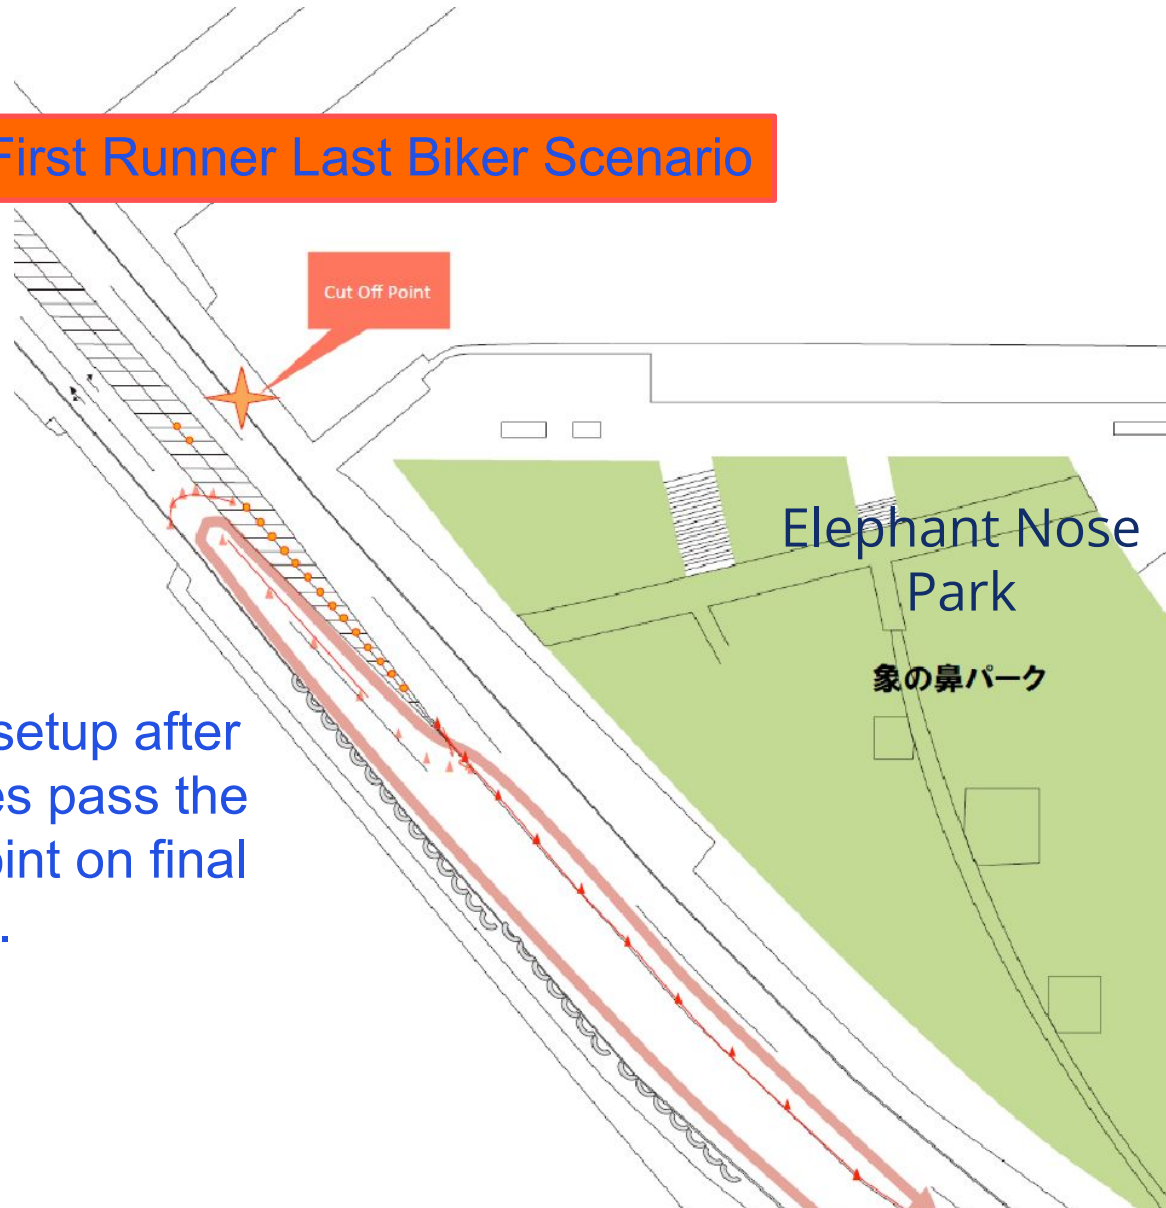 First Runner Last Biker Scenario
Cut Off Point
Elephant Nose
Park
象の鼻パーク
setup after
es pass the
oint on final
.